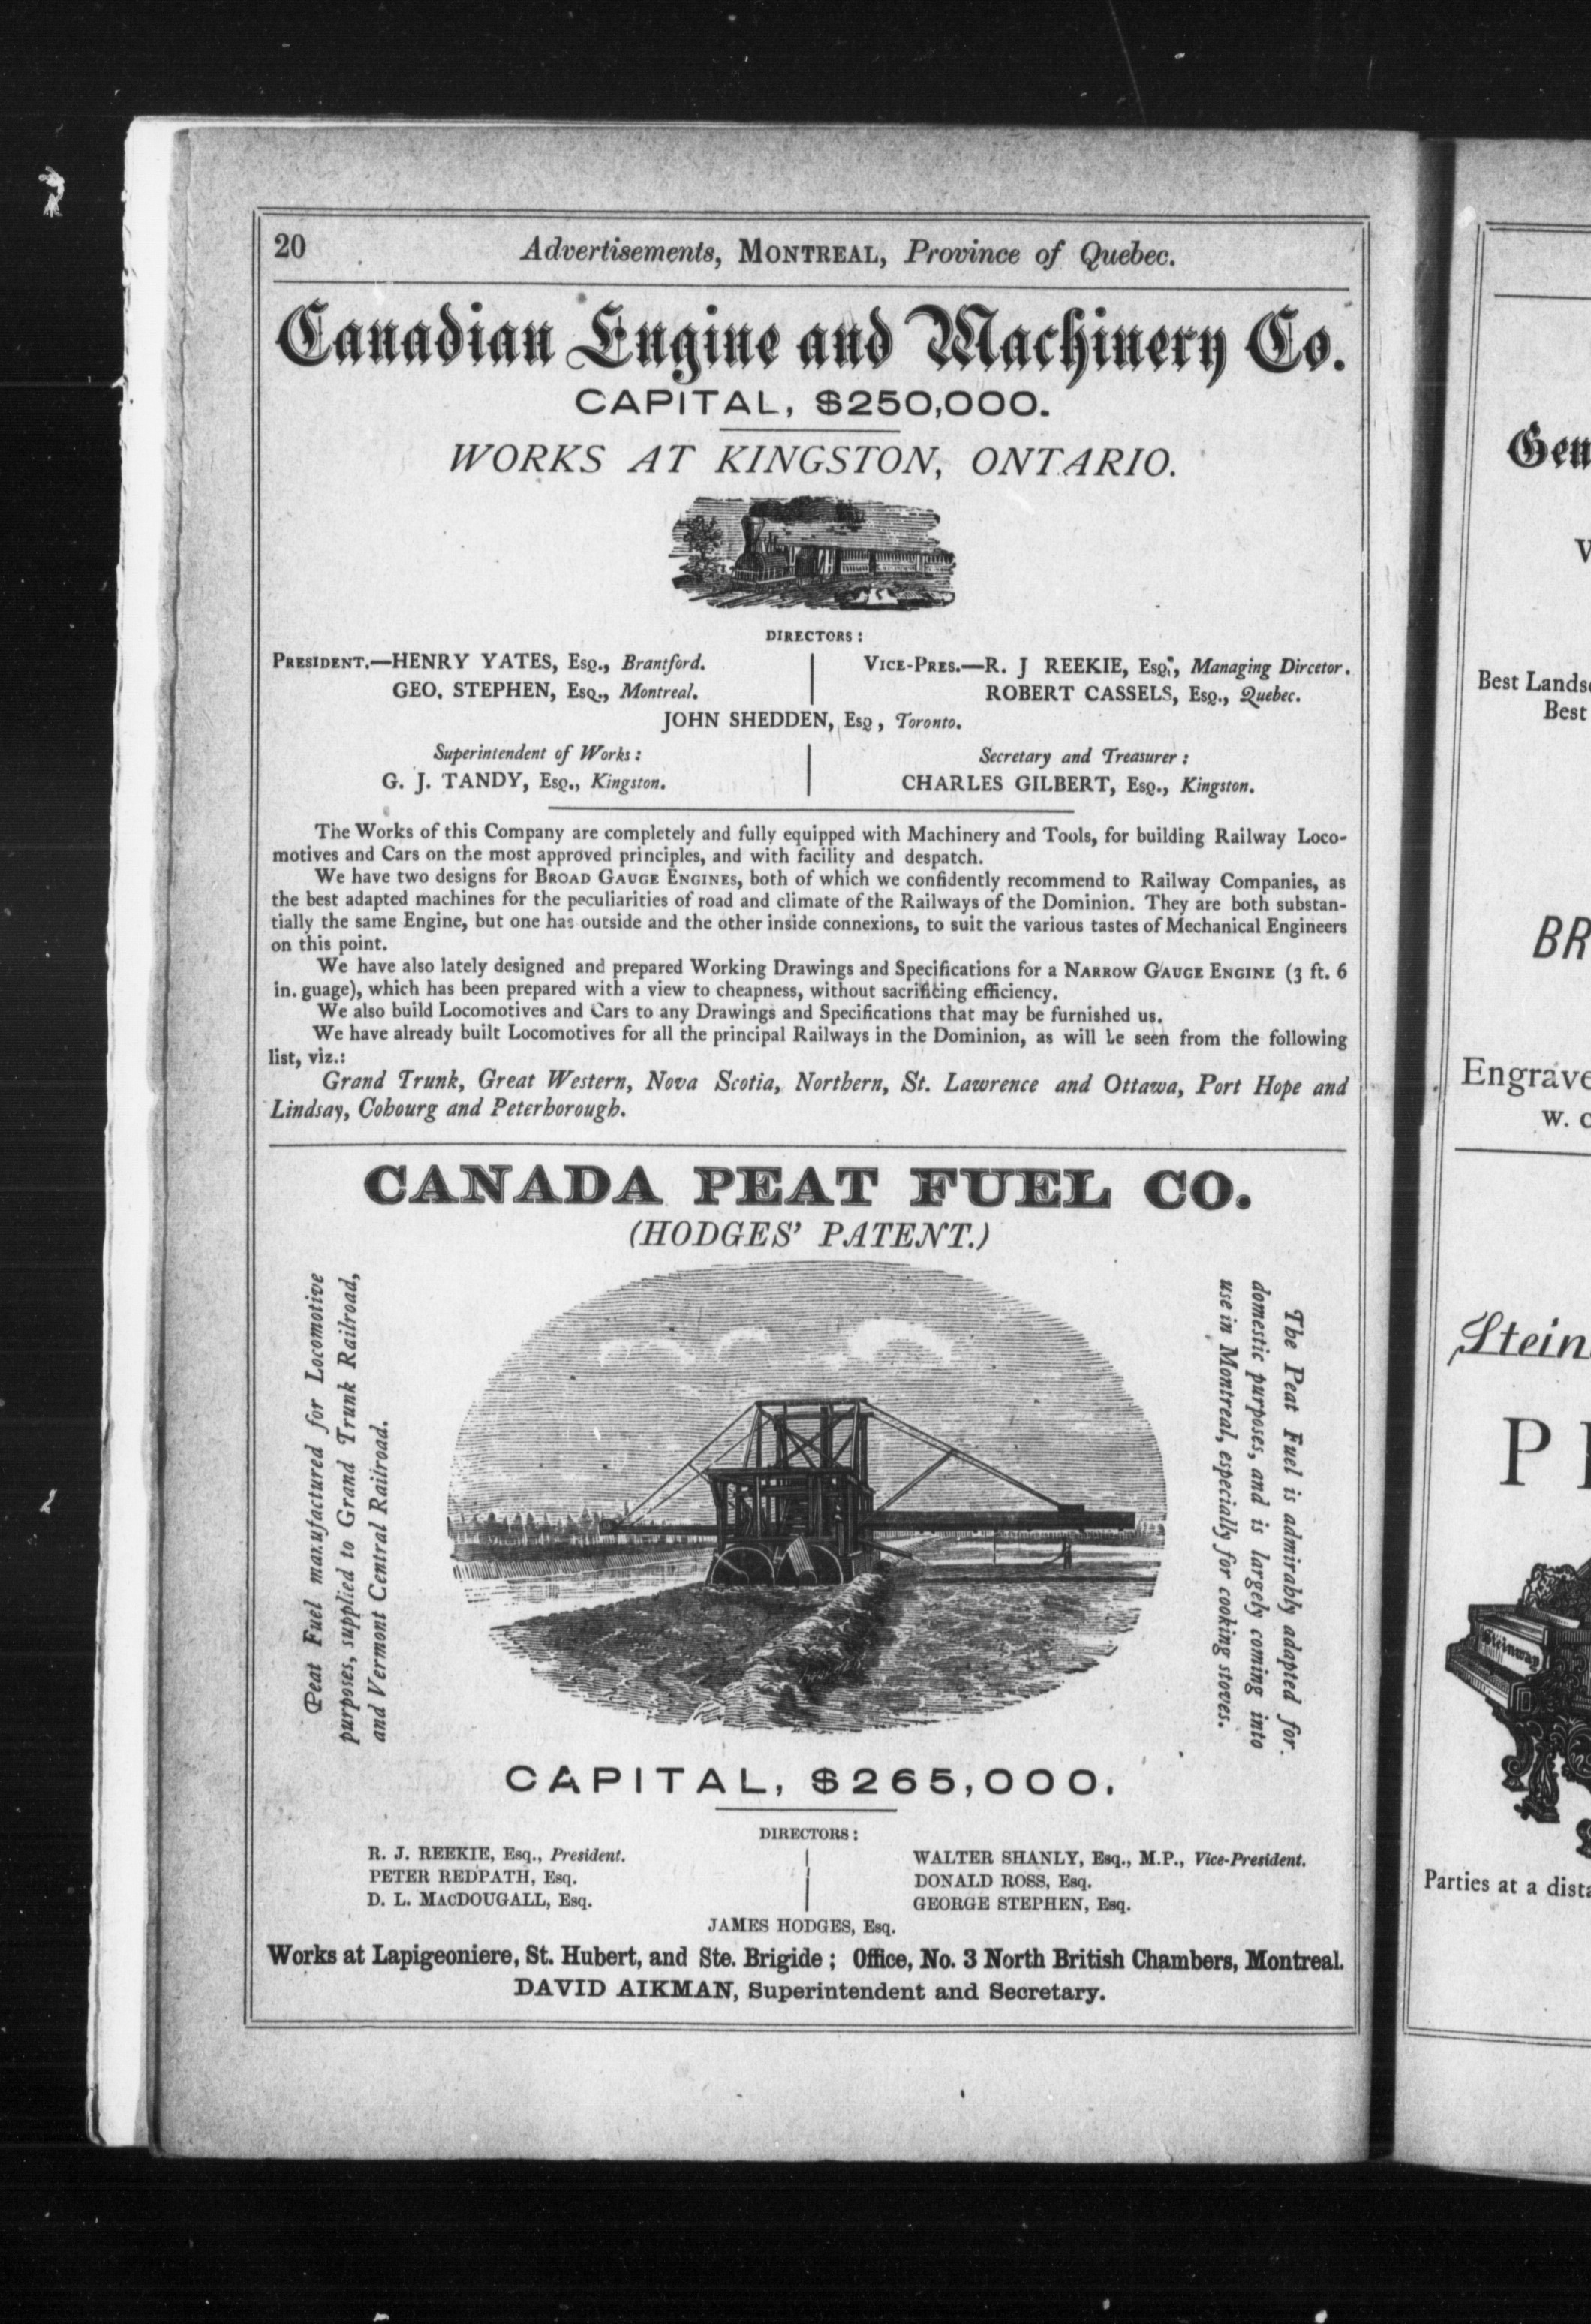 20 Advertisements, MONTREAL, Province of Quebec.
Canadian Engine and Machinery Co.
CAPITAL, $250,000.
WORKS AT KINGSTON, ONTARIO.
DIRECTORS:
PRESIDENT.—HENRY YATES, Esq., Brantford.
GEO. STEPHEN, Esq., Montreal.
VICE-PRES.—R. J REEKIE, Esq., Managing Dircetor.
ROBERT CASSELS, Esq., Quebec.
JOHN SHEDDEN, Esq, Toronto.
Superintendent of Works:
G. J. TANDY, Esq., Kingston.
Secretary and Treasurer:
CHARLES GILBERT, Esq., Kingston.
The Works of this Company are completely and fully equipped with Machinery and Tools, for building Railway Loco-
motives and Cars on the most approved principles, and with facility and despatch.
We have two designs for BROAD GAUGE ENGINES, both of which we confidently recommend to Railway Companies, as
the best adapted machines for the peculiarities of road and climate of the Railways of the Dominion. They are both substan-
tially the same Engine, but one has outside and the other inside connexions, to suit the various tastes of Mechanical Engineers
on this point.
We have also lately designed and prepared Working Drawings and Specifications for a NARROW GAUGE ENGINE (3 ft. 6
in. guage), which has been prepared with a view to cheapness, without sacrificing efficiency.
We also build Locomotives and Cars to any Drawings and Specifications that may be furnished us.
We have already built Locomotives for all the principal Railways in the Dominion, as will be seen from the following
list, viz.:
Grand Trunk, Great Western, Nova Scotia, Northern, St. Lawrence and Ottawa, Port Hope and
Lindsay, Cobourg and Peterborough.
CANADA PEAT FUEL CO.
(HODGES' PATENT.)
Peat Fuel manufactured for Locomotive
purposes, supplied to Grand Trunk Railroad,
and Vermont Central Railroad.
The Peat Fuel is admirably adapted for
domestic purposes, and is largely coming into
use in Montreal, especially for cooking stoves.
CAPITAL, $265,000.
DIRECTORS:
R. J. REEKIE, Esq., President.
PETER REDPATH, Esq.
D. L. MACDOUGALL, Esq.
WALTER SHANLY, Esq., M.P., Vice-President.
DONALD ROSS, Esq.
GEORGE STEPHEN, Esq.
JAMES HODGES, Esq.
Works at Lapigeoniere, St. Hubert, and Ste. Brigide; Office, No. 3 North British Chambers, Montreal.
DAVID AIKMAN, Superintendent and Secretary.
Best
BR
W. C
Steinway
Parties at a